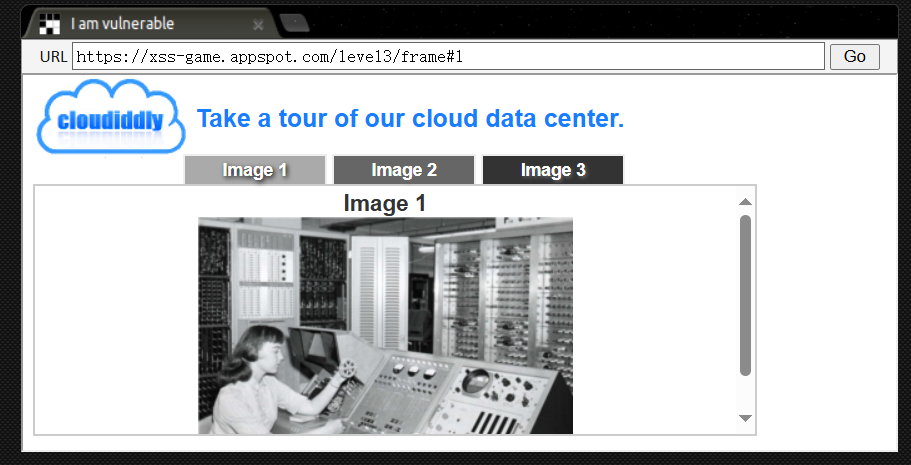 I am vulnerable
URL https://xss-game.appspot.com/level3/frame#1 Go
cloudiddly
Take a tour of our cloud data center.
Image 1 Image 2 Image 3
Image 1